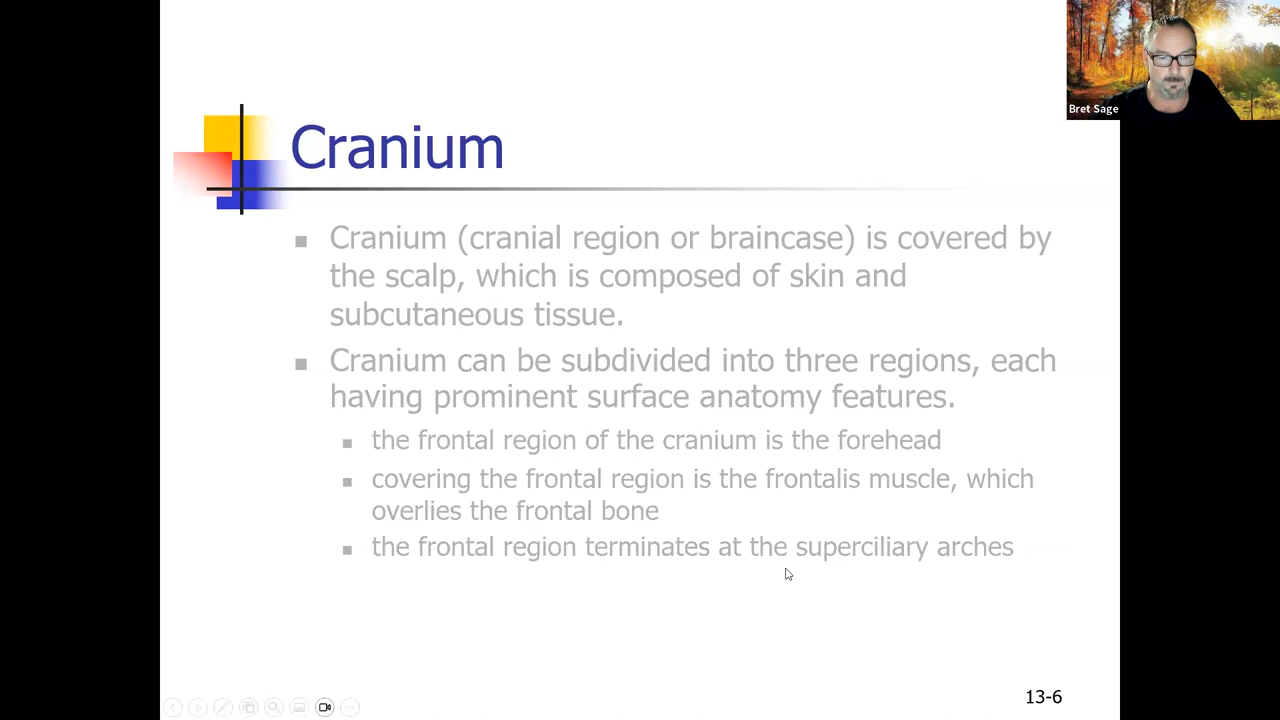 Bret Sage
Cranium
Cranium (cranial region or braincase) is covered by
the scalp, which is composed of skin and
subcutaneous tissue.
Cranium can be subdivided into three regions, each
having prominent surface anatomy features.
the frontal region of the cranium is the forehead
covering the frontal region is the frontalis muscle, which
overlies the frontal bone
the frontal region terminates at the superciliary arches
13-6